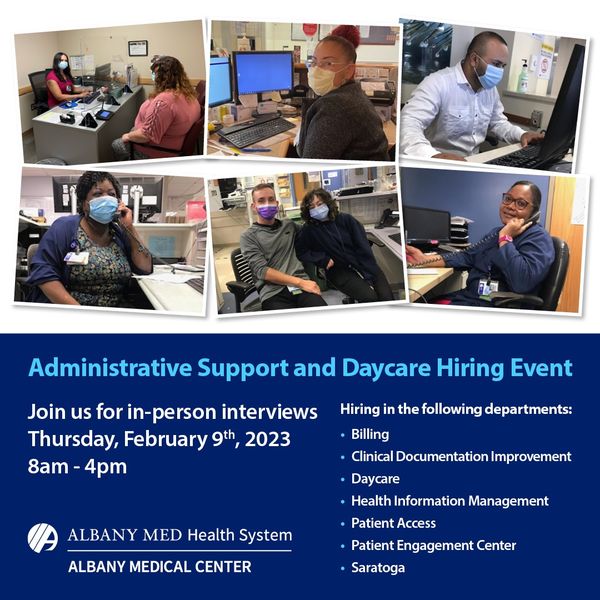 Administrative Support and Daycare Hiring Event
Join us for in-person interviews
Thursday, February 9th, 2023
8am - 4pm
Hiring in the following departments:
• Billing
• Clinical Documentation Improvement
• Daycare
• Health Information Management
• Patient Access
• Patient Engagement Center
• Saratoga
ALBANY MED Health System
ALBANY MEDICAL CENTER